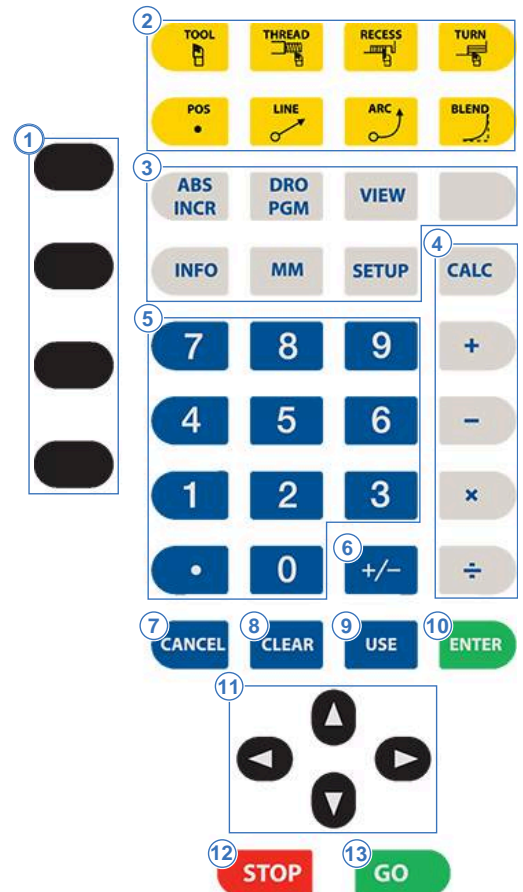 2
TOOL THREAD RECESS TURN
POS LINE ARC BLEND
1
3
ABS INCR DRO PGM VIEW
4
INFO MM SETUP CALC
5
7 8 9 +
4 5 6 −
1 2 3 ×
6
• 0 +/− ÷
7 8 9 10
CANCEL CLEAR USE ENTER
11
12 13
STOP GO